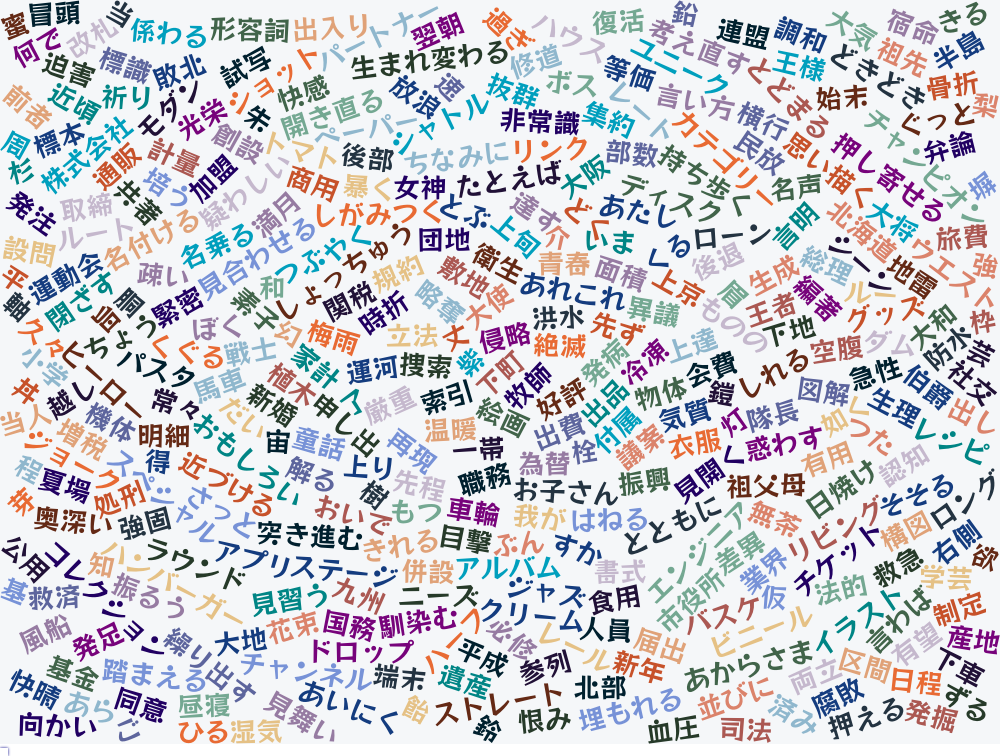 蜜
冒頭
当
係わる
形容詞
出入り
パートナー
翌朝
過ぎ
ハウス
復活
鉛
考え直す
連盟
調和
大気
宿命
きる
何で
改札
迫害
標識
敗北
試写
ショット
生まれ変わる
修道
ボス
等価
ユニーク
王様
どきどき
祖先
半島
前者
近頃
祈り
モダン
光栄
朱
快感
開き直る
放浪
速
抜群
シャトル
レース
言い方
横行
とどまる
始末
骨折
ぐっと
梨
周
標本
杉
株式会社
通販
計量
創設
トマト
ペーパー
後部
ちなみに
非常識
リンク
集約
部数
カテゴリー
民放
思い描く
押し寄せる
チャンピオン
弁論
発注
取締
共著
培う
加盟
疑わしい
商用
暴く
女神
たとえば
大阪
持ち歩く
ディスク
名声
塀
設問
ルート
名付ける
名乗る
満月
しがみつく
とぶ
上旬
達す
どく
介
あたし
いま
くる
ローン
言明
北海道
大将
ウエスト
旅費
強
平
運動会
疎い
見合わせる
つぶやく
しょっちゅう
団地
衛生
青春
面積
上京
後退
総理
ジーン
地雷
閉ざす
緊密
素子
和
幻
関税
規約
時折
敷地
略奪
大使
あれこれ
異議
盾
生成
王者
編著
ルーズ
グッズ
大和
枠
久々
ちょう
ぼく
くぐる
戦士
梅雨
立法
丈
侵略
洪水
先ず
絶滅
ものの
下地
ダム
防水
芸
小学
ヒーロー
パスタ
馬車
植木
家計
運河
捜索
紫
下町
牧師
発病
冷凍
上達
会費
しれる
空腹
急性
伯爵
社交
丼
越し
常々
だい
新婚
申し出
厳重
索引
絵画
好評
出品
物体
鎧
図解
生理
出し
当人
増税
機体
明細
おもしろい
宙
童話
再現
温暖
一帯
出費
付属
気質
灯
隊長
如く
つた
レシピ
ジョーク
スペシャル
得
近づける
解る
上り
先程
職務
為替
栓
議案
衣服
惑わす
有用
認知
程
夏場
処刑
さっと
樹
おいで
もつ
車輪
お子さん
振興
見聞く
祖父母
日焼け
そそる
ロング
奥深い
強固
突き進む
される
目撃
ぶん
我が
はねる
すか
とともに
エンジニア
無茶
リビング
構図
右側
欲
公用
コレクション
知
ハンバーガー
ラウンド
アプリ
ステージ
併設
アルバム
書式
市役所
差異
業界
チケット
救急
学芸
基
救済
振るう
見習う
九州
ニーズ
ジャズ
クリーム
食用
バスケ
仮
法的
イラスト
言わば
制定
風船
発足
繰り出す
大地
花束
国務
馴染む
ドロップ
パンフ
必修
レール
人員
届出
ビニール
有望
産地
基金
踏まえる
チャンネル
端末
平成
遺産
参列
新年
あからさま
両立
区間
日程
下車
快晴
あら
同意
昼寝
見舞い
あいにく
飴
ストレート
北部
埋もれる
並びに
済み
腐敗
発掘
ずる
向かい
ご
ひる
湿気
鈴
恨み
血圧
司法
押える